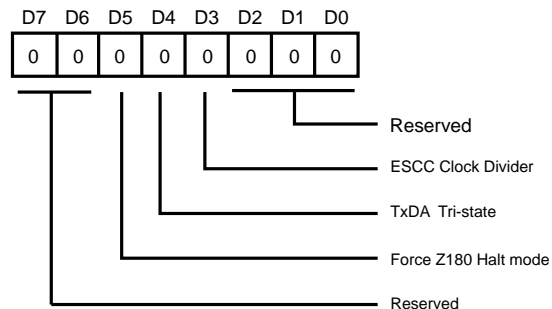 D7 D6 D5 D4 D3 D2 D1 D0
0 0 0 0 0 0 0 0
Reserved
ESCC Clock Divider
TxDA Tri-state
Force Z180 Halt mode
Reserved